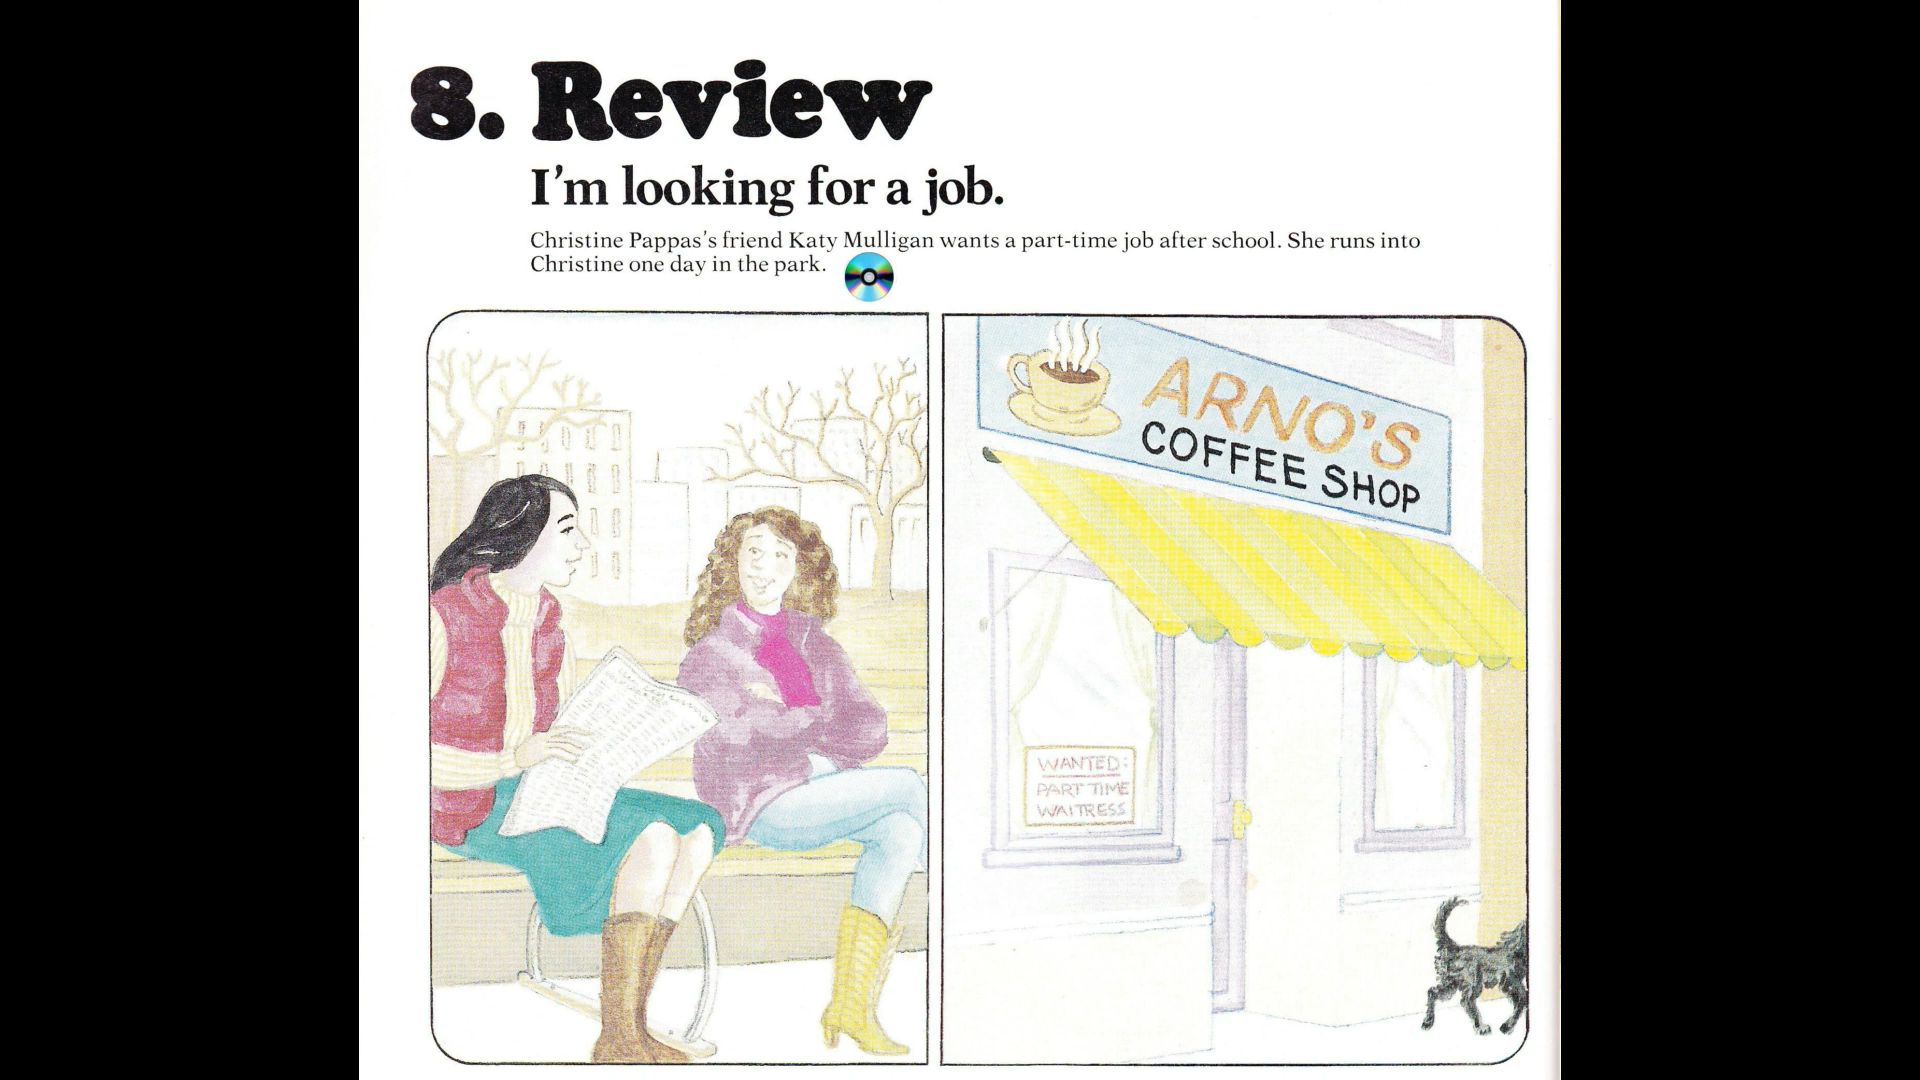 8. Review
I'm looking for a job.
Christine Pappas's friend Katy Mulligan wants a part-time job after school. She runs into
Christine one day in the park.
ARNO'S
COFFEE SHOP
WANTED:
PART TIME
WAITRESS